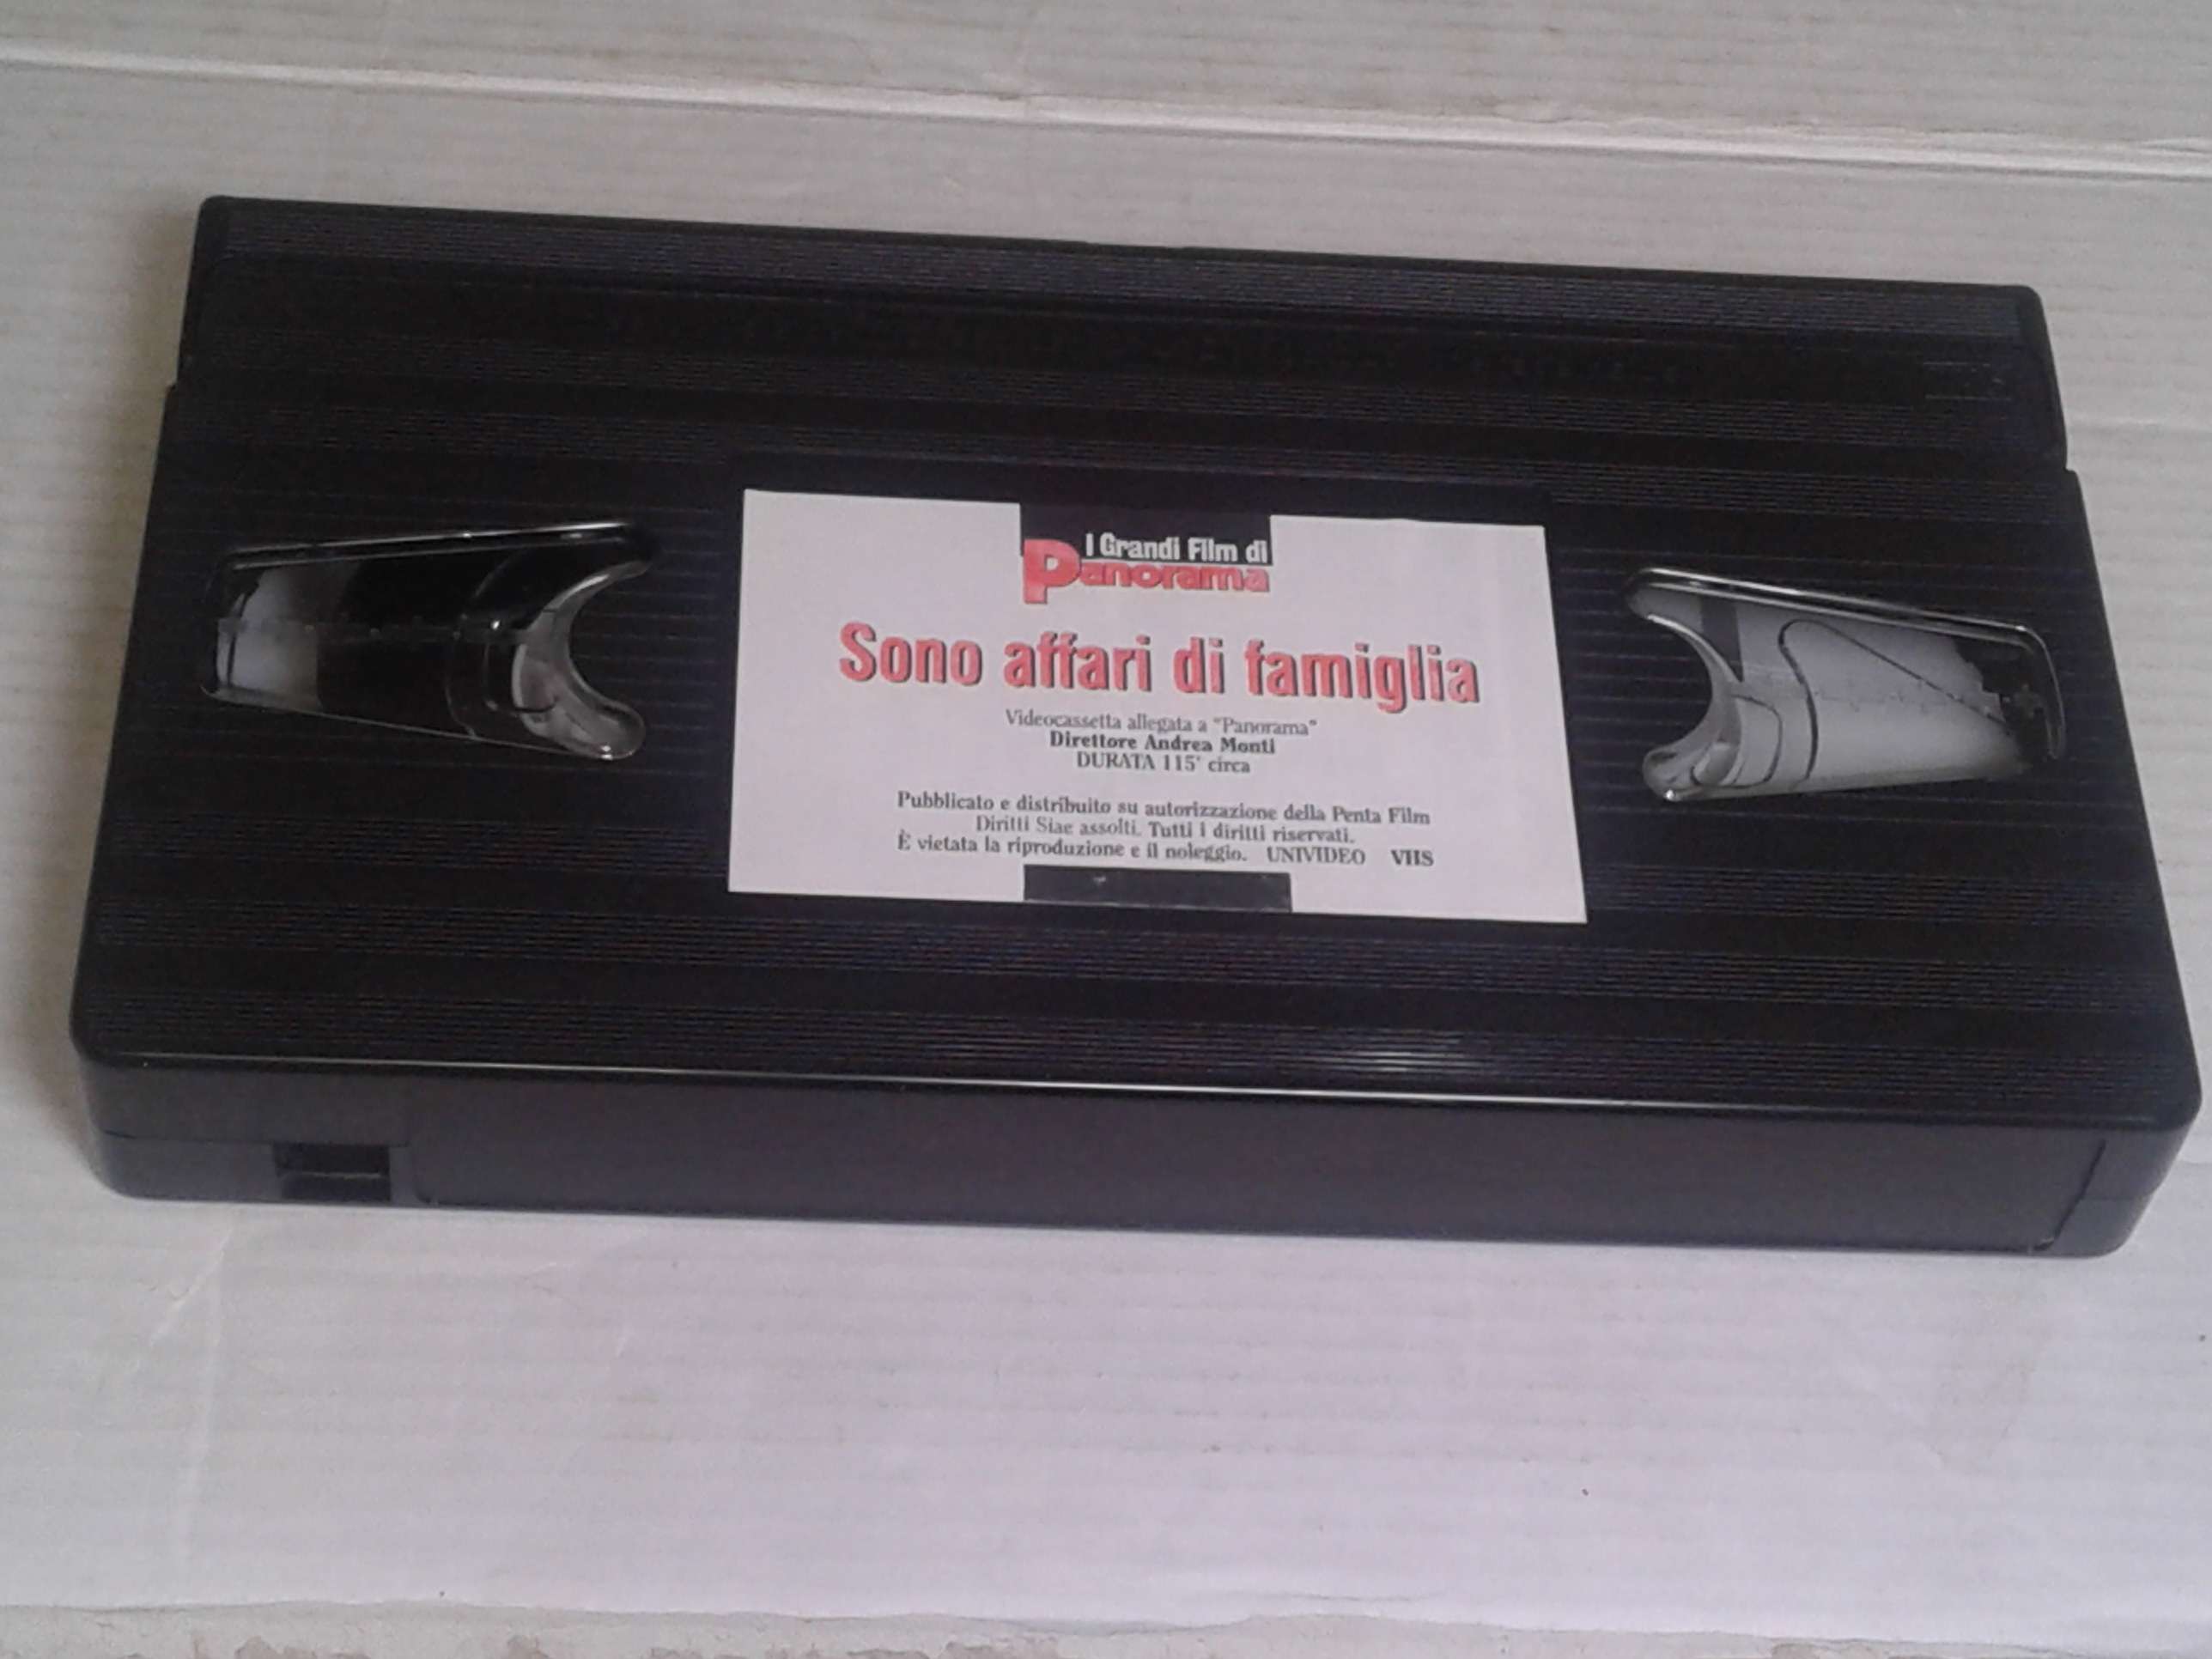 I Grandi Film di
Panorama
Sono affari di famiglia
Videocassetta allegata a "Panorama"
Direttore Andrea Monti
DURATA 115' circa
Pubblicato e distribuito su autorizzazione della Penta Film
Diritti Siae assolti. Tutti i diritti riservati.
È vietata la riproduzione e il noleggio. UNIVIDEO VHS